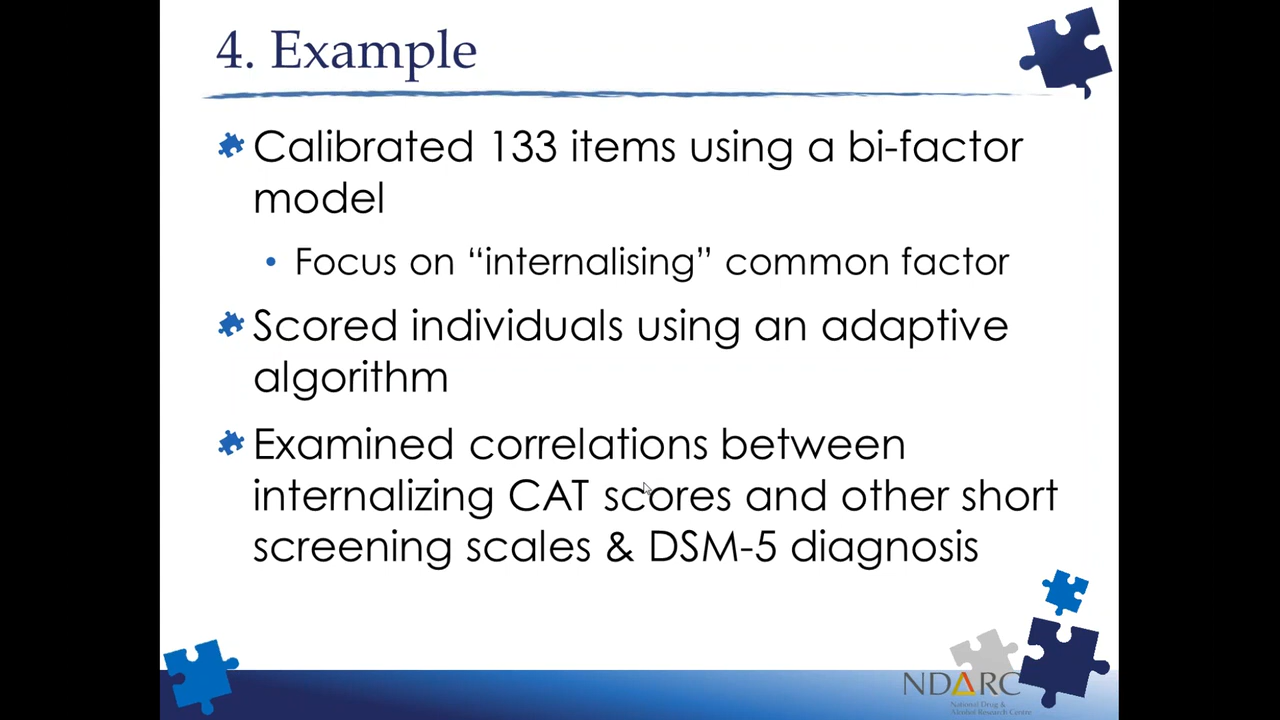 4. Example
Calibrated 133 items using a bi-factor
model
• Focus on “internalising” common factor
Scored individuals using an adaptive
algorithm
Examined correlations between
internalizing CAT scores and other short
screening scales & DSM-5 diagnosis
NDARC
National Drug &
Alcohol Research Centre